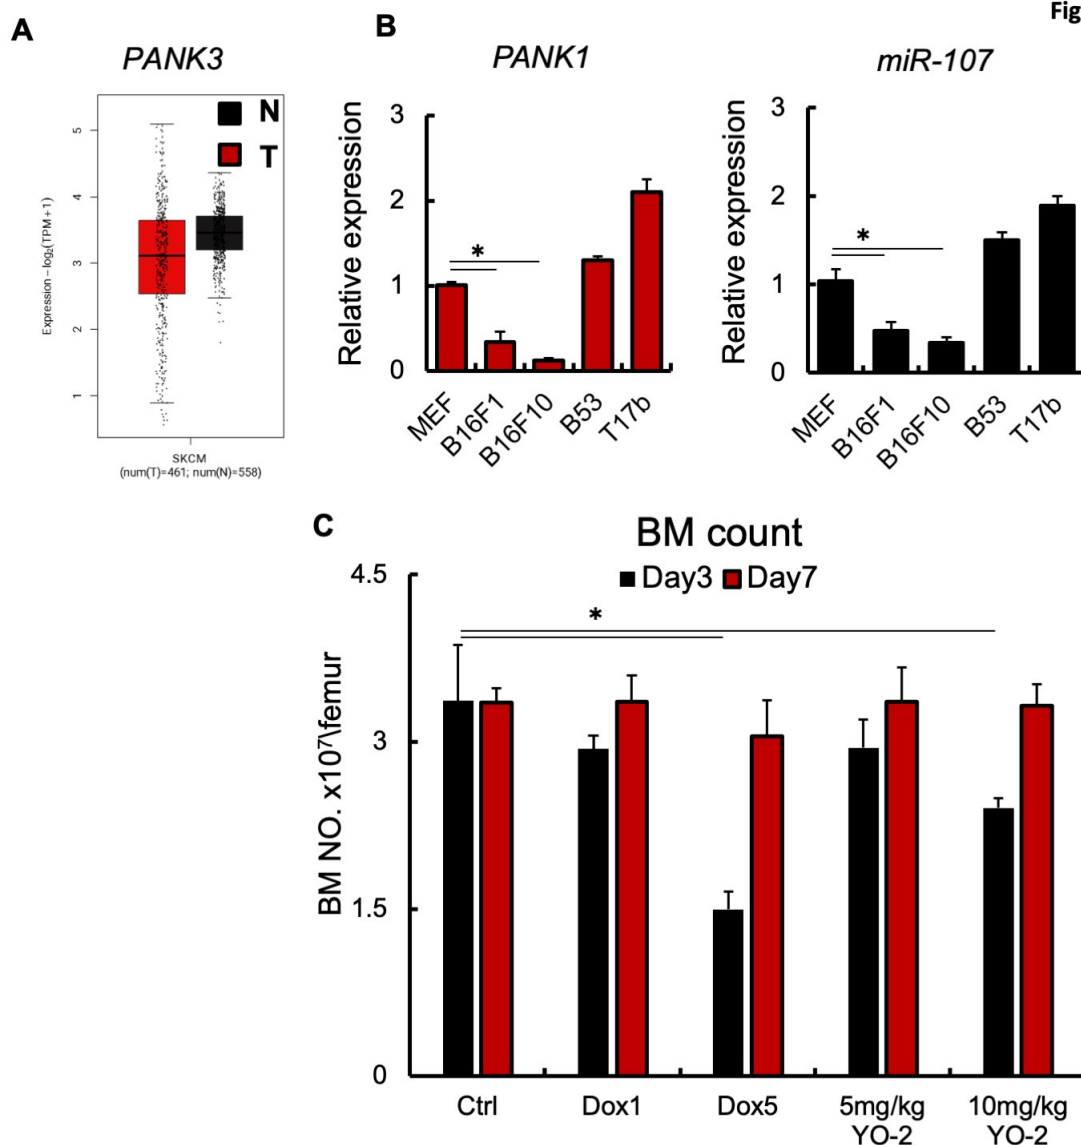 Fig
A
PANK3
N
T
Expression – log₂(TPM + 1)
5
4
3
2
1
SKCM
(num(T)=461; num(N)=558)
B
PANK1
Relative expression
3
2
1
0
*
MEF
B16F1
B16F10
B53
T17b
miR-107
Relative expression
3
2
1
0
*
MEF
B16F1
B16F10
B53
T17b
C
BM count
Day3 Day7
BM NO. x10⁷\femur
4.5
3
1.5
0
*
Ctrl
Dox1
Dox5
5mg/kg
YO-2
10mg/kg
YO-2